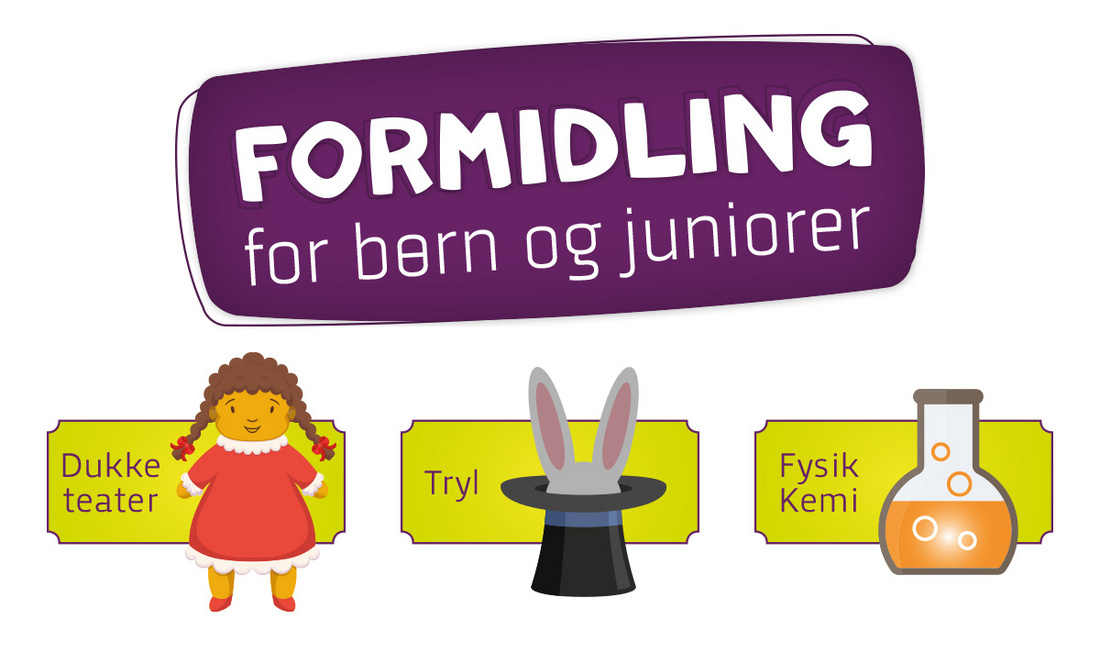 FORMIDLING
for børn og juniorer
Dukke
teater
Tryl
Fysik
Kemi